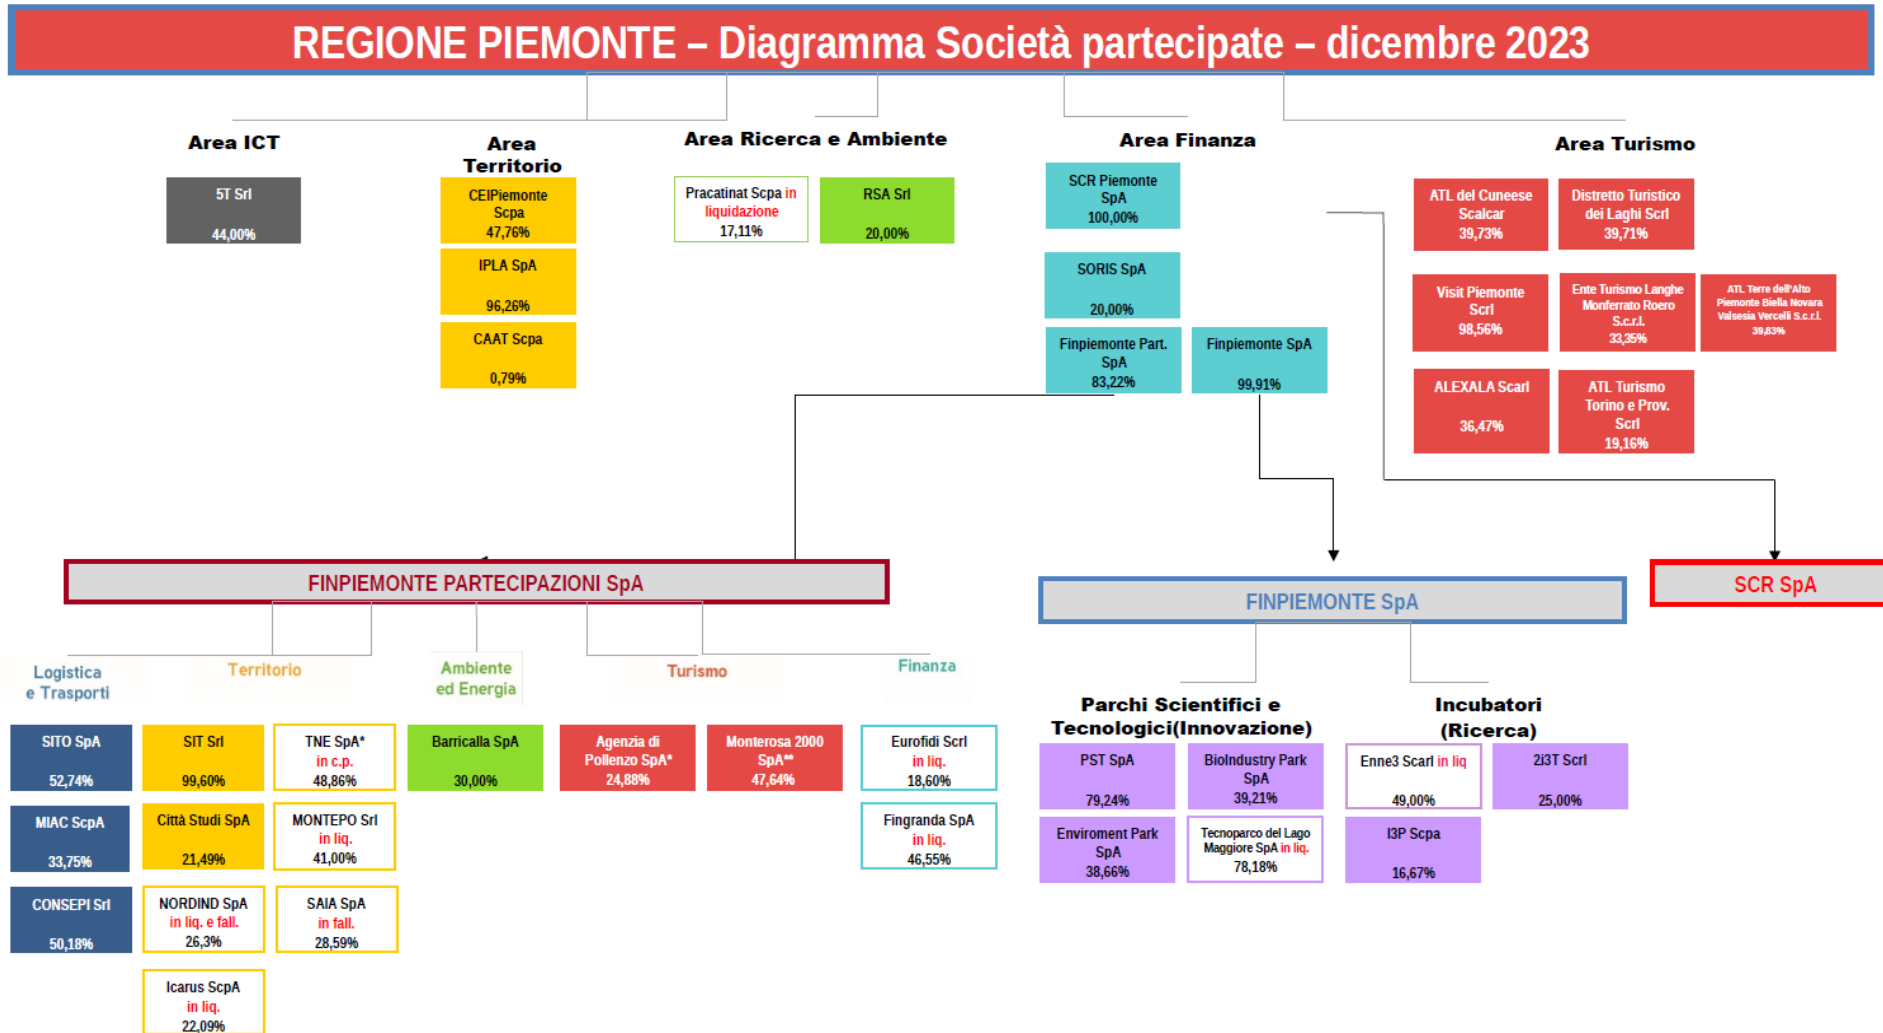 REGIONE PIEMONTE – Diagramma Società partecipate – dicembre 2023
Area ICT
5T Srl
44,00%
Area
Territorio
CEIPiemonte
Scpa
47,76%
IPLA SpA
96,26%
CAAT Scpa
0,79%
Area Ricerca e Ambiente
Pracatinat Scpa in
liquidazione
17,11%
RSA Srl
20,00%
Area Finanza
SCR Piemonte
SpA
100,00%
SORIS SpA
20,00%
Finpiemonte Part.
SpA
83,22%
Finpiemonte SpA
99,91%
Area Turismo
ATL del Cuneese
Scalcar
39,73%
Distretto Turistico
dei Laghi Scrl
39,71%
Visit Piemonte
Scrl
98,56%
Ente Turismo Langhe
Monferrato Roero
S.c.r.l.
33,35%
ATL Terre dell'Alto
Piemonte Biella Novara
Valsesia Vercelli S.c.r.l.
39,83%
ALEXALA Scarl
36,47%
ATL Turismo
Torino e Prov.
Scrl
19,16%
FINPIEMONTE PARTECIPAZIONI SpA
Logistica
e Trasporti
SITO SpA
52,74%
MIAC ScpA
33,75%
CONSEPI Srl
50,18%
Territorio
SIT Srl
99,60%
TNE SpA*
in c.p.
48,86%
Città Studi SpA
21,49%
MONTEPO Srl
in liq.
41,00%
NORDIND SpA
in liq. e fall.
26,3%
SAIA SpA
in fall.
28,59%
Icarus ScpA
in liq.
22,09%
Ambiente
ed Energia
Barricalla SpA
30,00%
Turismo
Agenzia di
Pollenzo SpA*
24,88%
Monterosa 2000
SpA**
47,64%
Finanza
Eurofidi Scrl
in liq.
18,60%
Fingranda SpA
in liq.
46,55%
FINPIEMONTE SpA
Parchi Scientifici e
Tecnologici(Innovazione)
PST SpA
79,24%
BioIndustry Park
SpA
39,21%
Enviroment Park
SpA
38,66%
Tecnoparco del Lago
Maggiore SpA in liq.
78,18%
Incubatori
(Ricerca)
Enne3 Scarl in liq
49,00%
2i3T Scrl
25,00%
I3P Scpa
16,67%
SCR SpA